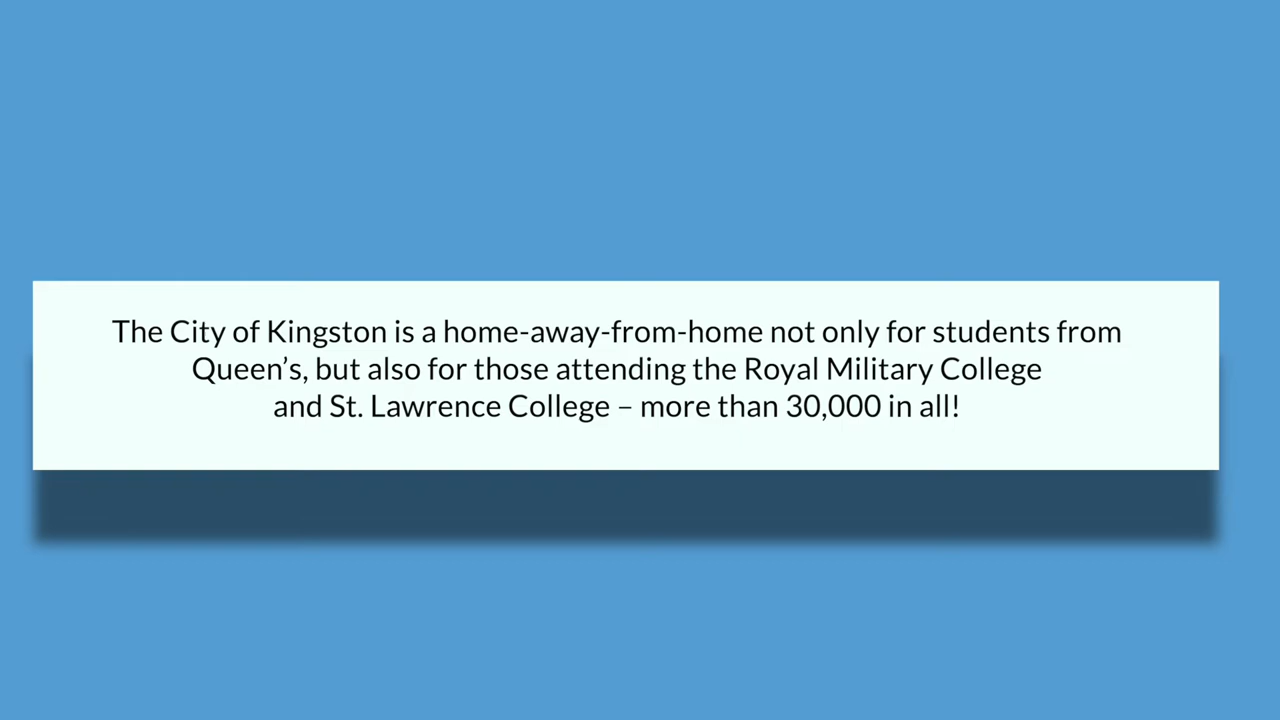 The City of Kingston is a home-away-from-home not only for students from
Queen’s, but also for those attending the Royal Military College
and St. Lawrence College – more than 30,000 in all!